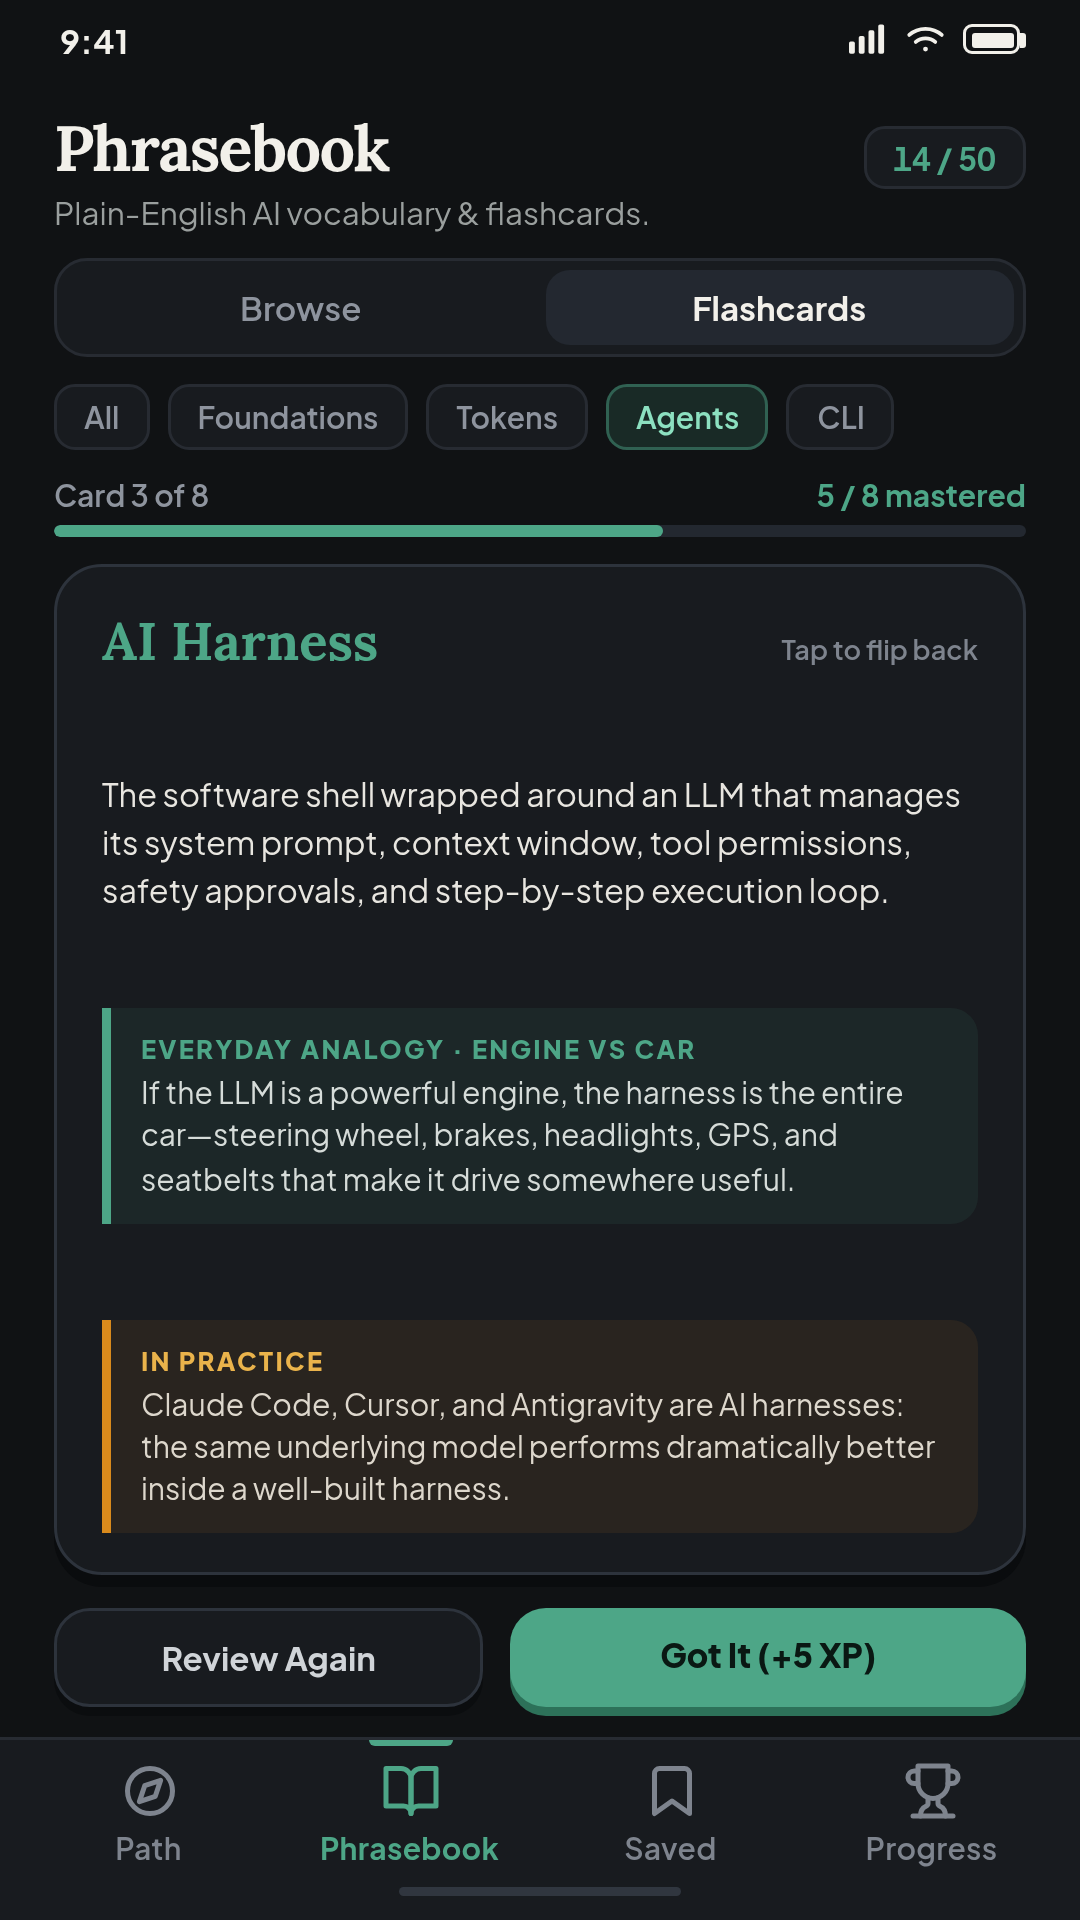 9:41
Phrasebook
14 / 50
Plain-English AI vocabulary & flashcards.
Browse
Flashcards
All
Foundations
Tokens
Agents
CLI
Card 3 of 8
5 / 8 mastered
AI Harness
Tap to flip back
The software shell wrapped around an LLM that manages
its system prompt, context window, tool permissions,
safety approvals, and step-by-step execution loop.
EVERYDAY ANALOGY · ENGINE VS CAR
If the LLM is a powerful engine, the harness is the entire
car—steering wheel, brakes, headlights, GPS, and
seatbelts that make it drive somewhere useful.
IN PRACTICE
Claude Code, Cursor, and Antigravity are AI harnesses:
the same underlying model performs dramatically better
inside a well-built harness.
Review Again
Got It (+5 XP)
Path
Phrasebook
Saved
Progress